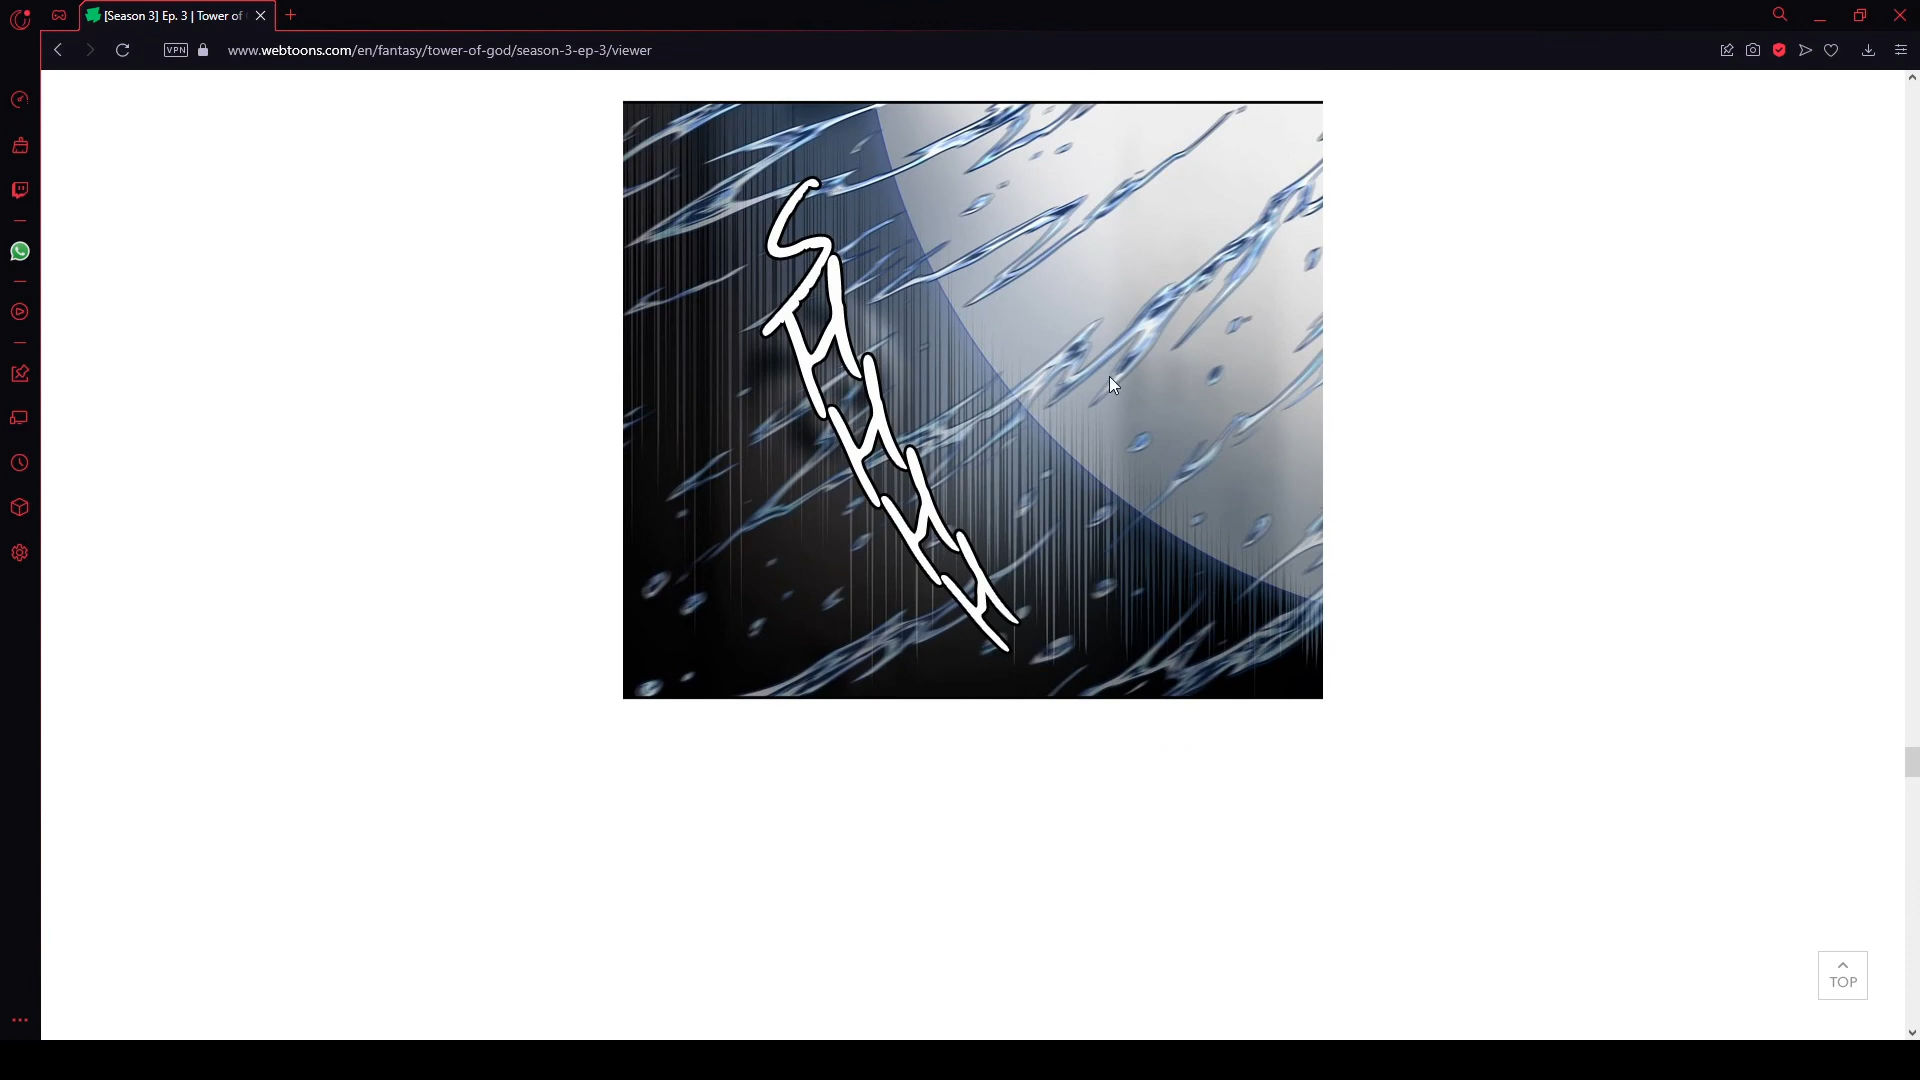 [Season 3] Ep. 3 | Tower of
VPN
www.webtoons.com/en/fantasy/tower-of-god/season-3-ep-3/viewer
SHHHH
TOP